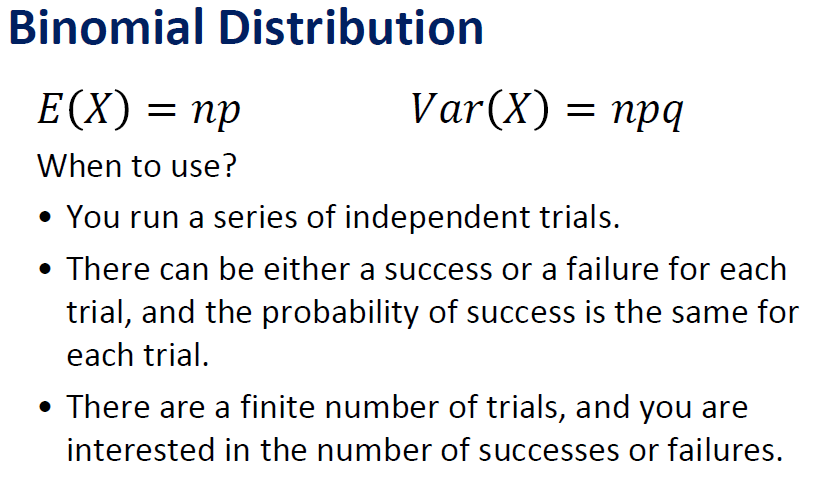 Binomial Distribution
E(X) = np Var(X) = npq
When to use?
• You run a series of independent trials.
• There can be either a success or a failure for each
trial, and the probability of success is the same for
each trial.
• There are a finite number of trials, and you are
interested in the number of successes or failures.